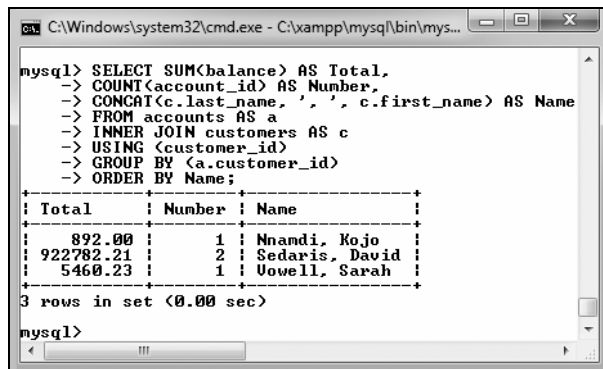 C:\Windows\system32\cmd.exe - C:\xampp\mysql\bin\mys...
mysql> SELECT SUM(balance) AS Total,
    -> COUNT(account_id) AS Number,
    -> CONCAT(c.last_name, ', ', c.first_name) AS Name
    -> FROM accounts AS a
    -> INNER JOIN customers AS c
    -> USING (customer_id)
    -> GROUP BY (a.customer_id)
    -> ORDER BY Name;
+-----------+--------+----------------+
| Total     | Number | Name           |
+-----------+--------+----------------+
|    892.00 |      1 | Nnamdi, Kojo   |
| 922782.21 |      2 | Sedaris, David |
|   5460.23 |      1 | Vowell, Sarah  |
+-----------+--------+----------------+
3 rows in set (0.00 sec)
mysql>